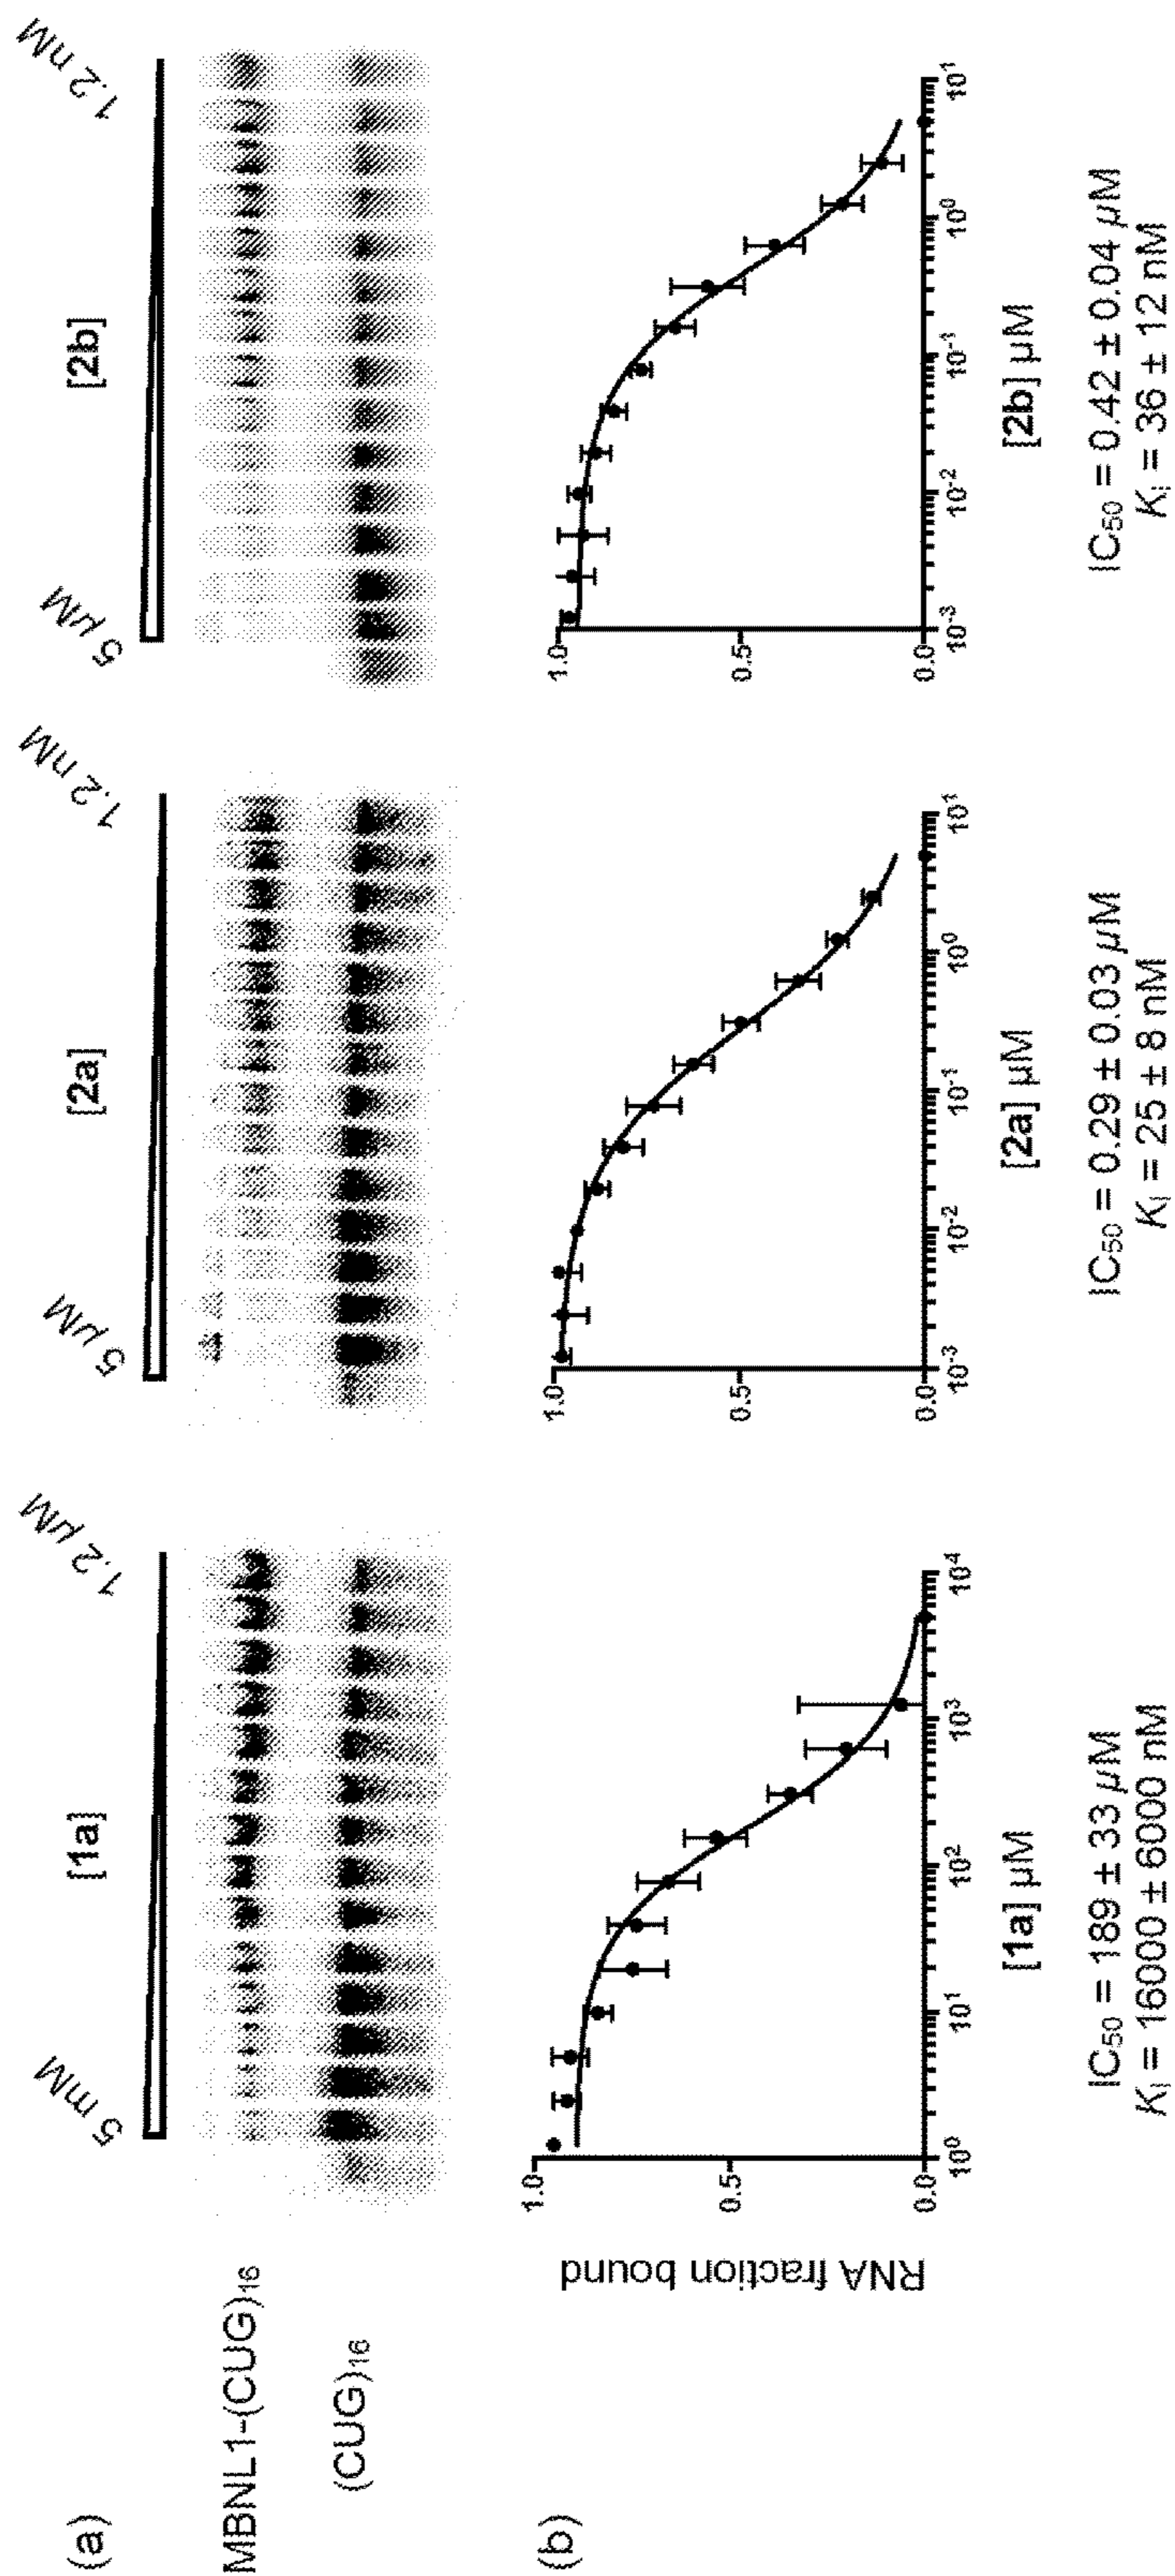 (a)
[1a]
[2a]
[2b]
5 mM
1.2 µM
5 µM
1.2 nM
5 µM
1.2 nM
MBNL1-(CUG)16
(CUG)16
(b)
RNA fraction bound
1.0
0.5
0.0
10^0
10^1
10^2
10^3
10^4
[1a] µM
IC50 = 189 ± 33 µM
Ki = 16000 ± 6000 nM
1.0
0.5
0.0
10^-3
10^-2
10^-1
10^0
10^1
[2a] µM
IC50 = 0.29 ± 0.03 µM
Ki = 25 ± 8 nM
1.0
0.5
0.0
10^-3
10^-2
10^-1
10^0
10^1
[2b] µM
IC50 = 0.42 ± 0.04 µM
Ki = 36 ± 12 nM